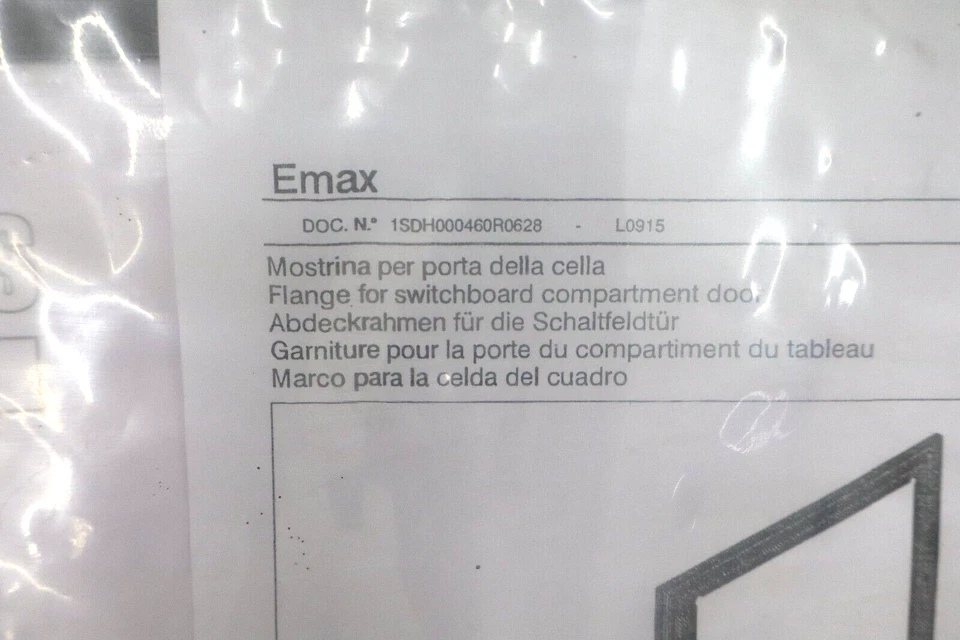 Emax
DOC. N.° 1SDH000460R0628 - L0915
Mostrina per porta della cella
Flange for switchboard compartment door
Abdeckrahmen für die Schaltfeldtür
Garniture pour la porte du compartiment du tableau
Marco para la celda del cuadro